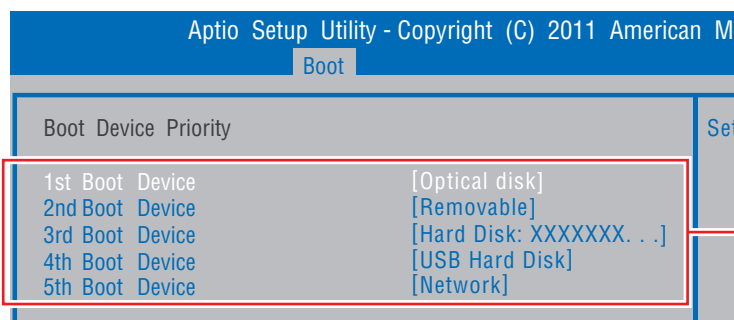 Aptio Setup Utility - Copyright (C) 2011 American M
Boot
Boot Device Priority
Set
1st Boot Device [Optical disk]
2nd Boot Device [Removable]
3rd Boot Device [Hard Disk: XXXXXXX. . .]
4th Boot Device [USB Hard Disk]
5th Boot Device [Network]